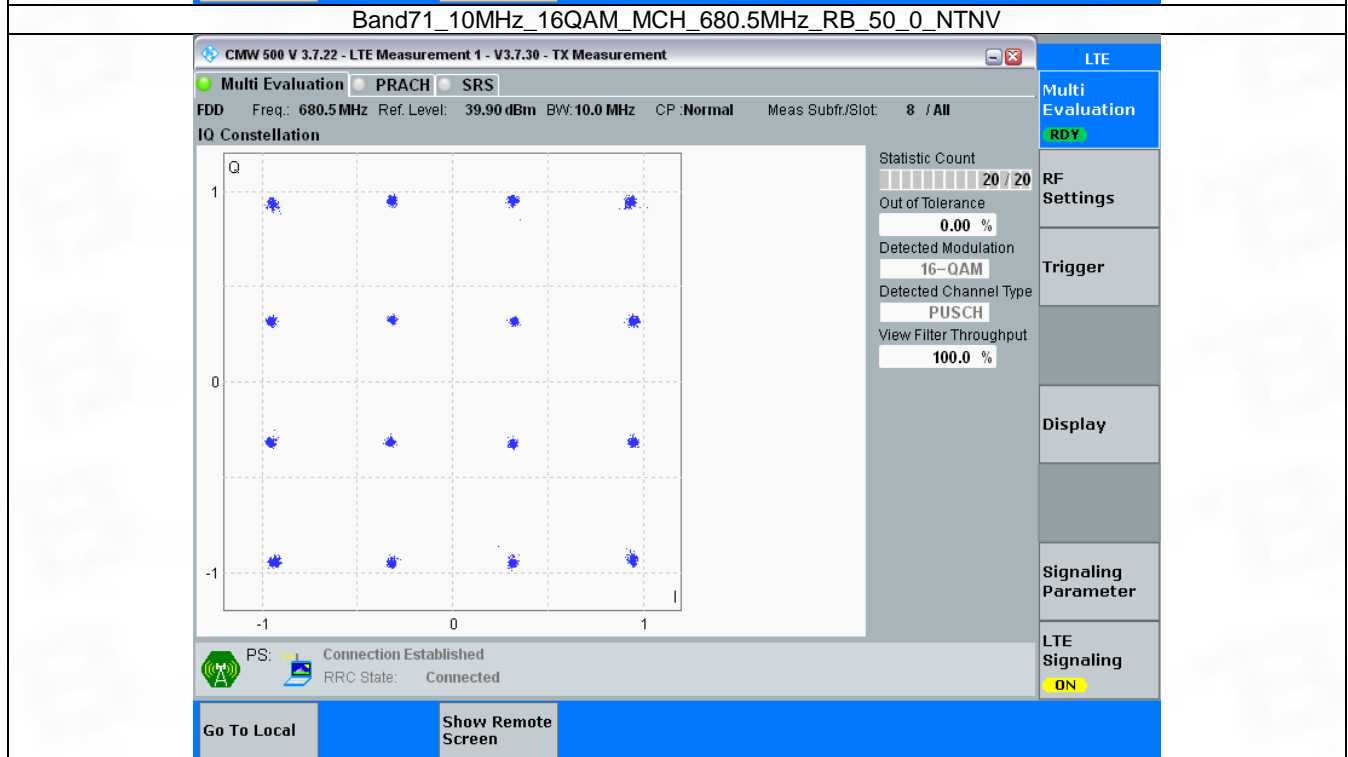 Band71_10MHz_16QAM_MCH_680.5MHz_RB_50_0_NTNV
CMW 500 V 3.7.22 - LTE Measurement 1 - V3.7.30 - TX Measurement
LTE
Multi Evaluation PRACH SRS
Multi
Evaluation
RDY
FDD Freq.: 680.5 MHz Ref. Level: 39.90 dBm BW: 10.0 MHz CP :Normal Meas Subfr./Slot: 8 / All
IQ Constellation
Q
1
0
-1
I
-1 0 1
Statistic Count
20 / 20
Out of Tolerance
0.00 %
Detected Modulation
16-QAM
Detected Channel Type
PUSCH
View Filter Throughput
100.0 %
RF
Settings
Trigger
Display
Signaling
Parameter
LTE
Signaling
ON
PS: Connection Established
RRC State: Connected
Go To Local
Show Remote
Screen